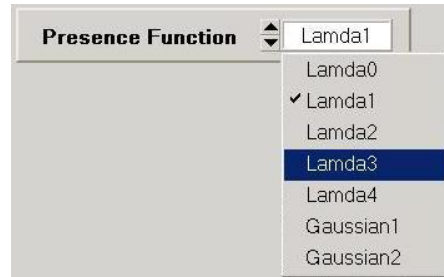 Presence Function Lamda1
Lamda0
✓Lamda1
Lamda2
Lamda3
Lamda4
Gaussian1
Gaussian2